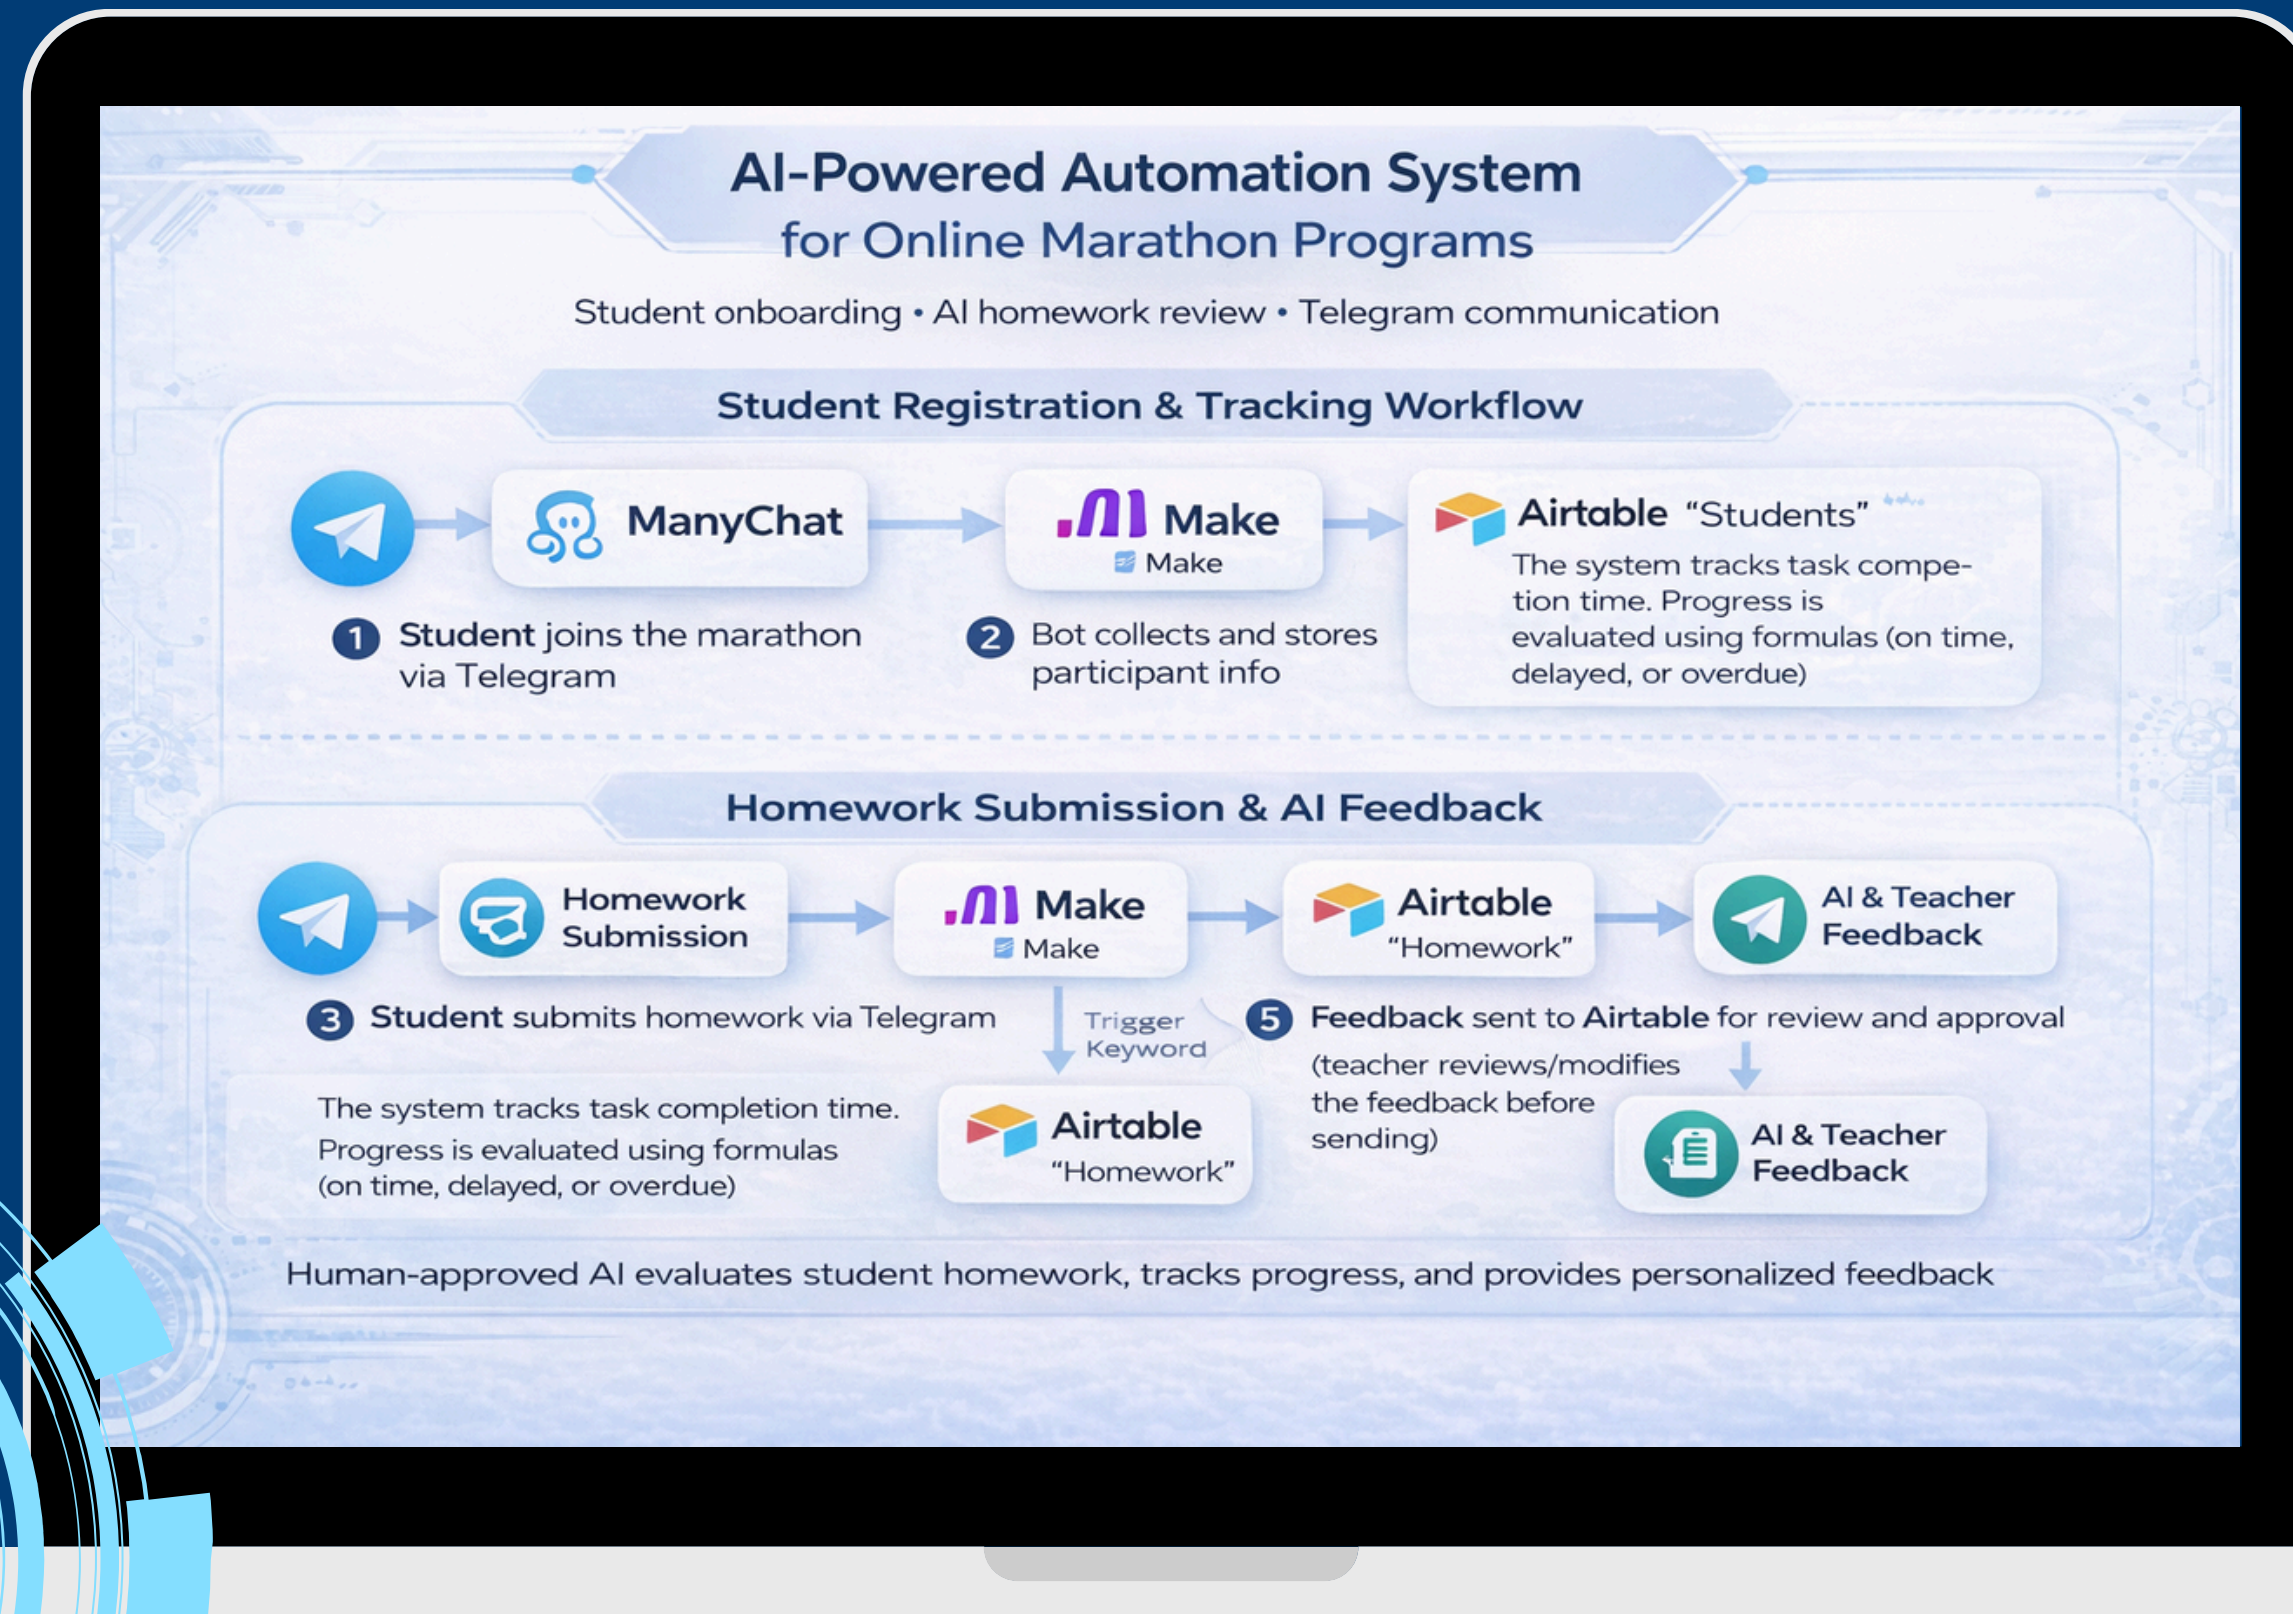 AI-Powered Automation System
for Online Marathon Programs
Student onboarding • AI homework review • Telegram communication
Student Registration & Tracking Workflow
ManyChat
Make
Make
Airtable “Students”
The system tracks task compe-
tion time. Progress is
evaluated using formulas (on time,
delayed, or overdue)
1 Student joins the marathon
via Telegram
2 Bot collects and stores
participant info
Homework Submission & AI Feedback
Homework
Submission
Make
Make
Airtable
“Homework”
AI & Teacher
Feedback
3 Student submits homework via Telegram
Trigger
Keyword
5 Feedback sent to Airtable for review and approval
(teacher reviews/modifies
the feedback before
sending)
The system tracks task completion time.
Progress is evaluated using formulas
(on time, delayed, or overdue)
Airtable
“Homework”
AI & Teacher
Feedback
Human-approved AI evaluates student homework, tracks progress, and provides personalized feedback